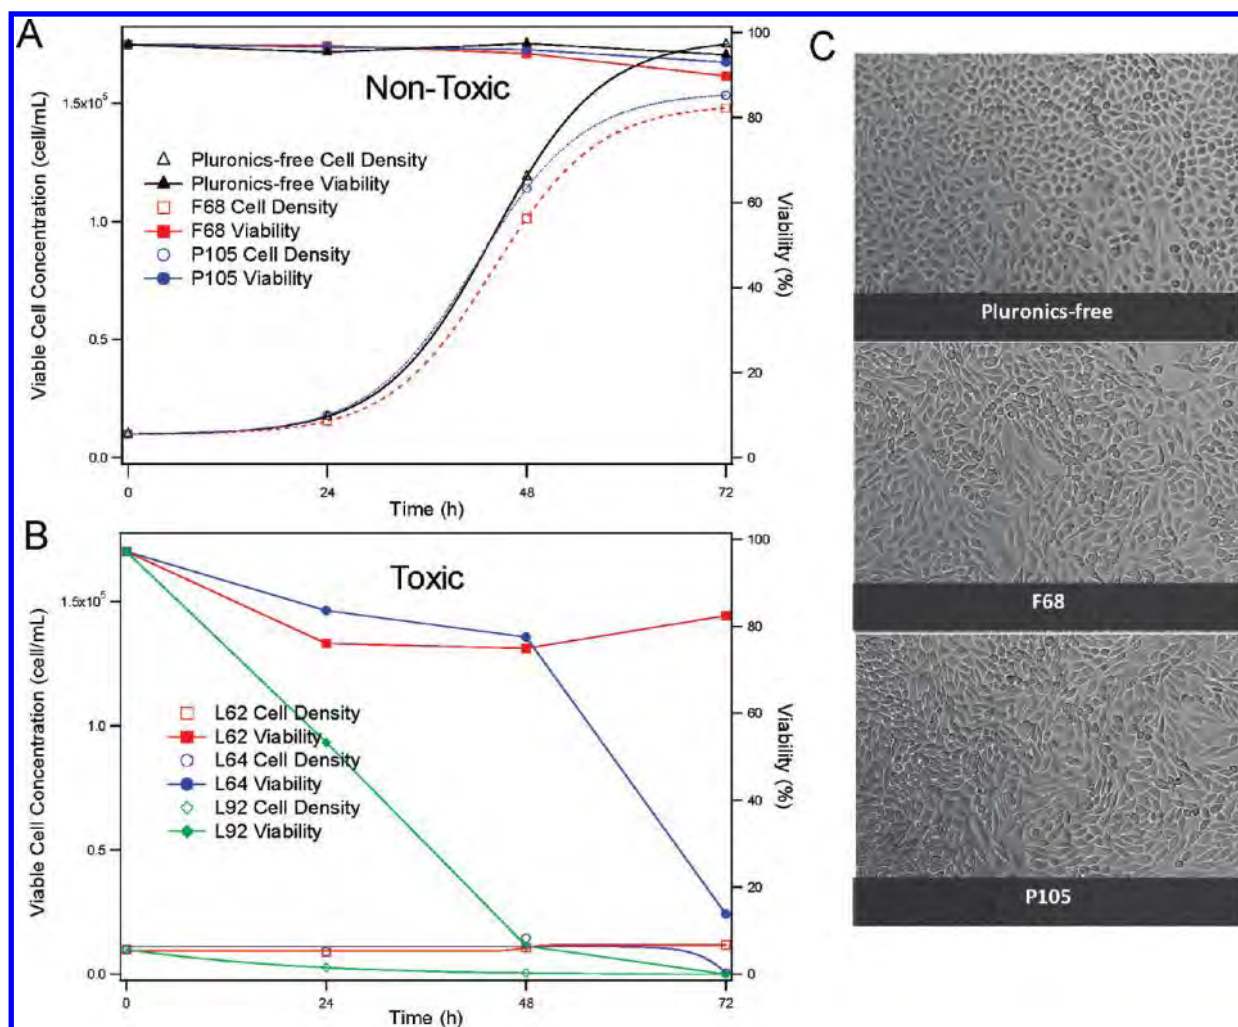 A
Non-Toxic
Pluronics-free Cell Density
Pluronics-free Viability
F68 Cell Density
F68 Viability
P105 Cell Density
P105 Viability
Viable Cell Concentration (cell/mL)
1.5x10^5
1.0
0.5
0.0
100
80
60
40
20
0
Viability (%)
0
24
48
72
Time (h)
B
Toxic
L62 Cell Density
L62 Viability
L64 Cell Density
L64 Viability
L92 Cell Density
L92 Viability
Viable Cell Concentration (cell/mL)
1.5x10^5
1.0
0.5
0.0
100
80
60
40
20
0
Viability (%)
0
24
48
72
Time (h)
C
Pluronics-free
F68
P105